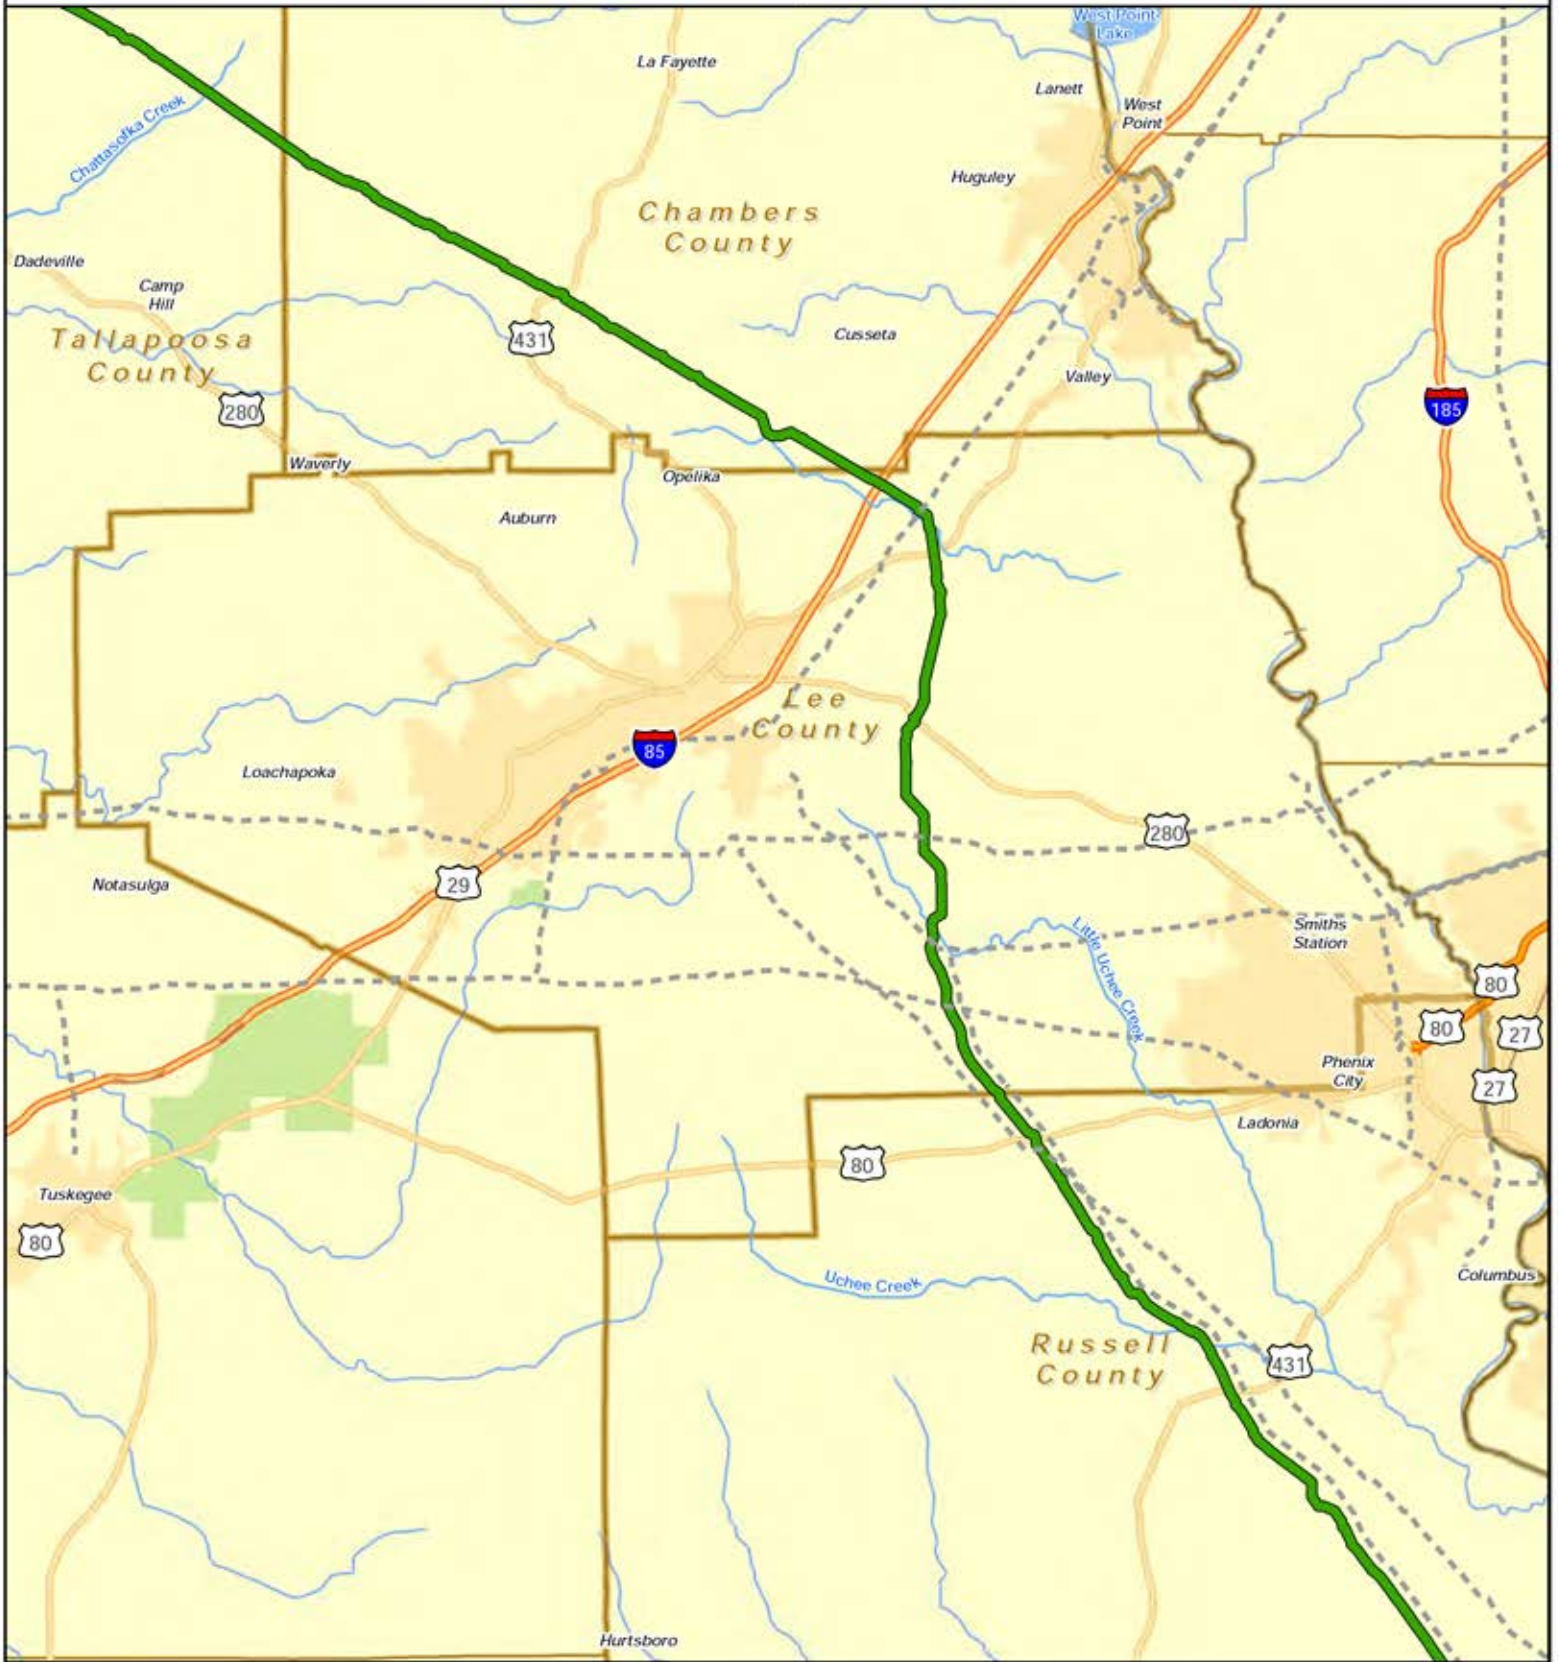 West Point
Lake
La Fayette
Lanett
West
Point
Chattasofka Creek
Huguley
Chambers
County
Dadeville
Camp
Hill
Tallapoosa
County
431
Cusseta
Valley
280
185
Waverly
Opelika
Auburn
Lee
County
85
Loachapoka
280
29
Notasulga
Little Uchee Creek
Smiths
Station
80
80
27
Phenix
City
27
Ladonia
80
Tuskegee
80
Uchee Creek
Columbus
Russell
County
431
Hurtsboro